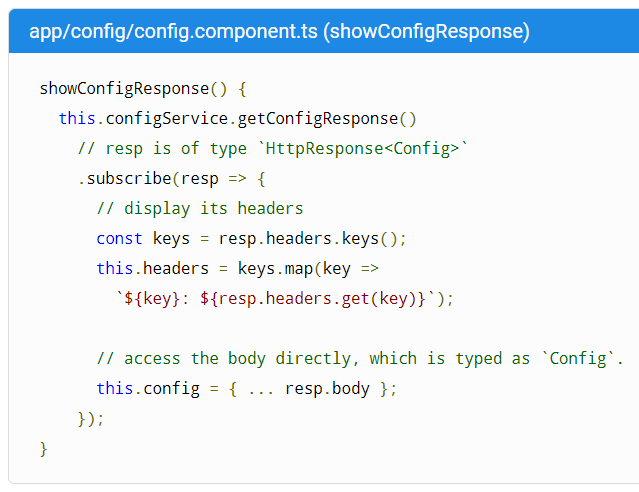 app/config/config.component.ts (showConfigResponse)
showConfigResponse() {
  this.configService.getConfigResponse()
    // resp is of type `HttpResponse<Config>`
    .subscribe(resp => {
      // display its headers
      const keys = resp.headers.keys();
      this.headers = keys.map(key =>
        `${key}: ${resp.headers.get(key)}`);

      // access the body directly, which is typed as `Config`.
      this.config = { ... resp.body };
    });
}